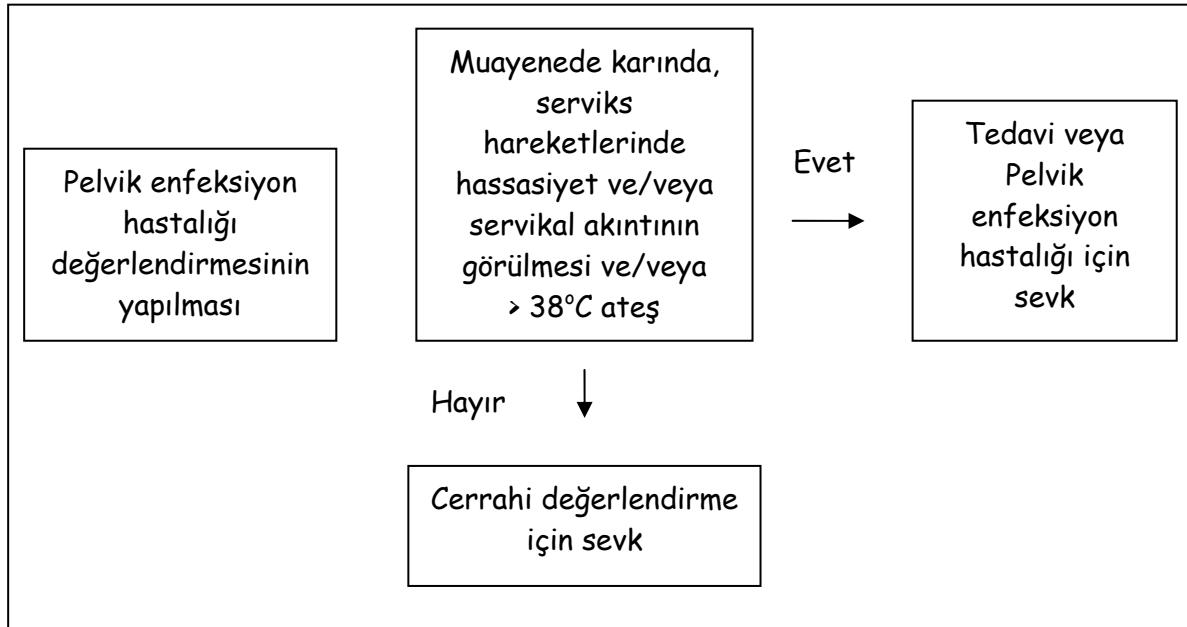 Pelvik enfeksiyon
hastalığı
değerlendirmesinin
yapılması
Muayenede karında,
serviks
hareketlerinde
hassasiyet ve/veya
servikal akıntının
görülmesi ve/veya
> 38°C ateş
Evet
Tedavi veya
Pelvik
enfeksiyon
hastalığı için
sevk
Hayır
Cerrahi değerlendirme
için sevk